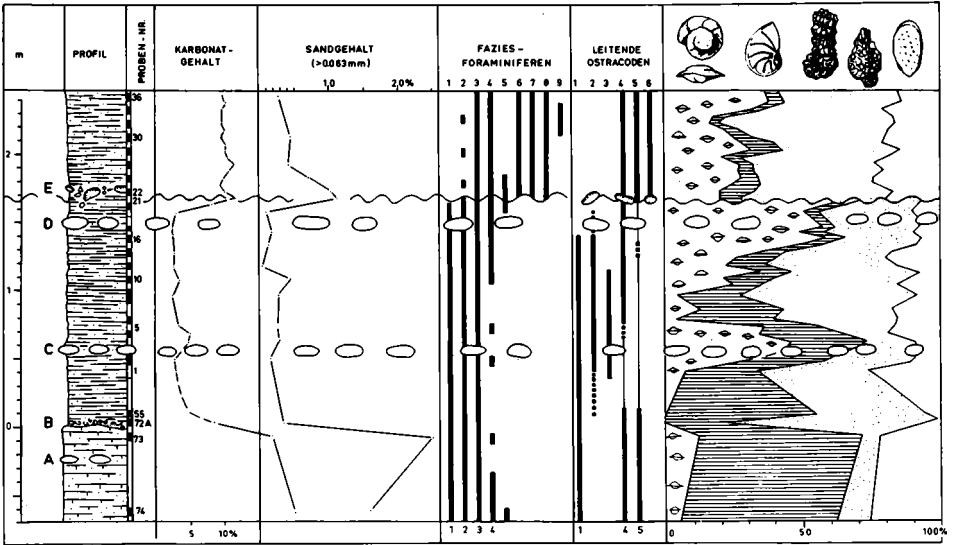 m
PROFIL
PROBEN-NR.
KARBONAT-
GEHALT
SANDGEHALT
(>0.063mm)
1,0 2,0%
FAZIES-
FORAMINIFEREN
1 2 3 4 5 6 7 8 9
LEITENDE
OSTRACODEN
1 2 3 4 5 6
36
2
30
E
22
21
D
16
1
10
5
C
1
55
B
72A
0
73
A
74
5 10%
1 2 3 4 5
1 4 5
0 50 100%